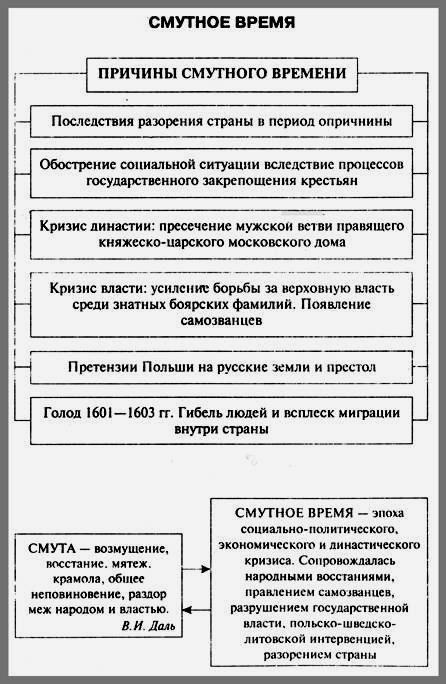 СМУТНОЕ ВРЕМЯ
ПРИЧИНЫ СМУТНОГО ВРЕМЕНИ
Последствия разорения страны в период опричнины
Обострение социальной ситуации вследствие процессов
государственного закрепощения крестьян
Кризис династии: пресечение мужской ветви правящего
княжеско-царского московского дома
Кризис власти: усиление борьбы за верховную власть
среди знатных боярских фамилий. Появление
самозванцев
Претензии Польши на русские земли и престол
Голод 1601—1603 гг. Гибель людей и всплеск миграции
внутри страны
СМУТА — возмущение,
восстание. мятеж.
крамола, общее
неповиновение, раздор
меж народом и властью.
В.И. Даль
СМУТНОЕ ВРЕМЯ — эпоха
социально-политического,
экономического и династического
кризиса. Сопровождалась
народными восстаниями,
правлением самозванцев,
разрушением государственной
власти, польско-шведско-
литовской интервенцией,
разорением страны